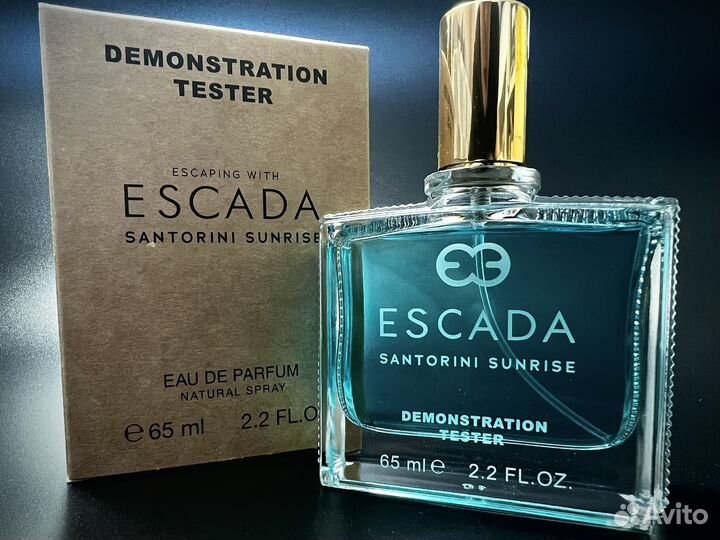 DEMONSTRATION
TESTER
ESCAPING WITH
ESCADA
SANTORINI SUNRISE
EAU DE PARFUM
NATURAL SPRAY
e 65 ml 2.2 FL.O
ESCADA
SANTORINI SUNRISE
DEMONSTRATION
TESTER
65 ml e 2.2 FL.OZ.
Avito